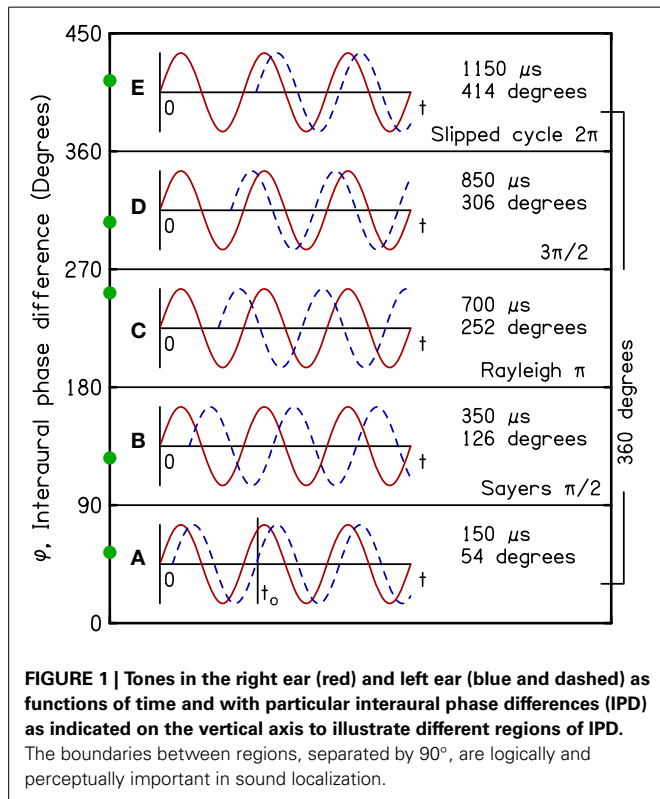 450
E
1150 μs
414 degrees
0
t
Slipped cycle 2π
360
D
850 μs
306 degrees
0
t
3π/2
270
C
700 μs
252 degrees
0
t
Rayleigh π
180
B
350 μs
126 degrees
0
t
Sayers π/2
90
A
150 μs
54 degrees
0
t₀
t
0
φ, Interaural phase difference (Degrees)
360 degrees
FIGURE 1 | Tones in the right ear (red) and left ear (blue and dashed) as
functions of time and with particular interaural phase differences (IPD)
as indicated on the vertical axis to illustrate different regions of IPD.
The boundaries between regions, separated by 90°, are logically and
perceptually important in sound localization.